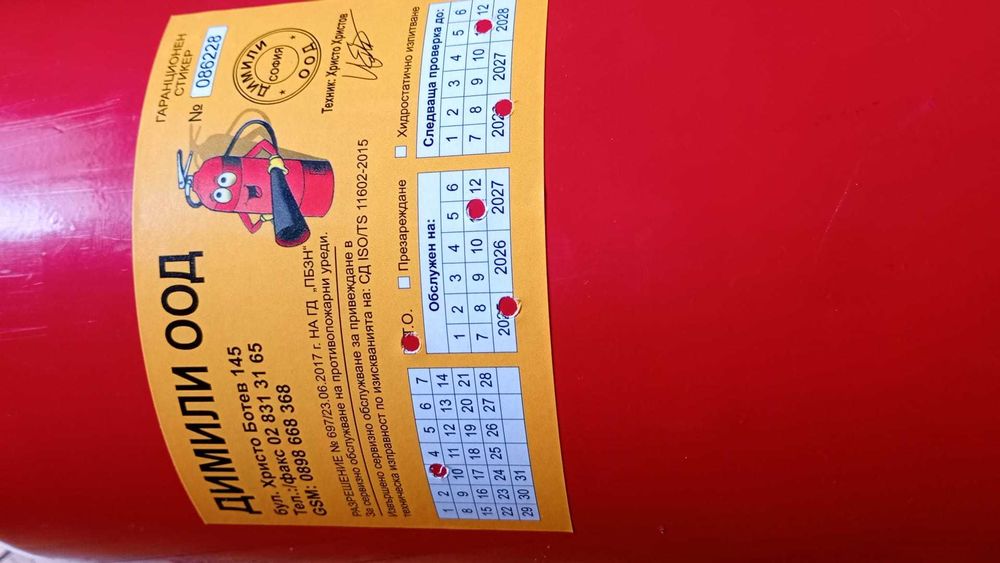 ГАРАНЦИОНЕН
СТИКЕР
№ 086228
ДИМИЛИ ООД
бул. Христо Ботев 145
Тел.:/факс 02 831 31 65
GSM: 0898 668 368
ДИМИЛИ ООД
СОФИЯ
Техник: Христо Христов
РАЗРЕШЕНИЕ № 697/23.06.2017 г. НА ГД „ПБЗН“
За сервизно обслужване на противопожарни уреди.
Извършено сервизно обслужване за привеждане в
техническа изправност по изискванията на: СД ISO/TS 11602-2015
Т.О.
Презареждане
Хидростатично изпитване
1 2 4 5 6 7
8 9 10 11 12 13 14
15 16 17 18 19 20 21
22 23 24 25 26 27 28
29 30 31
Обслужен на:
1 2 3 4 5 6
7 8 9 10 12
2026 2027
Следваща проверка до:
1 2 3 4 5 6
7 8 9 10 12
2027 2028